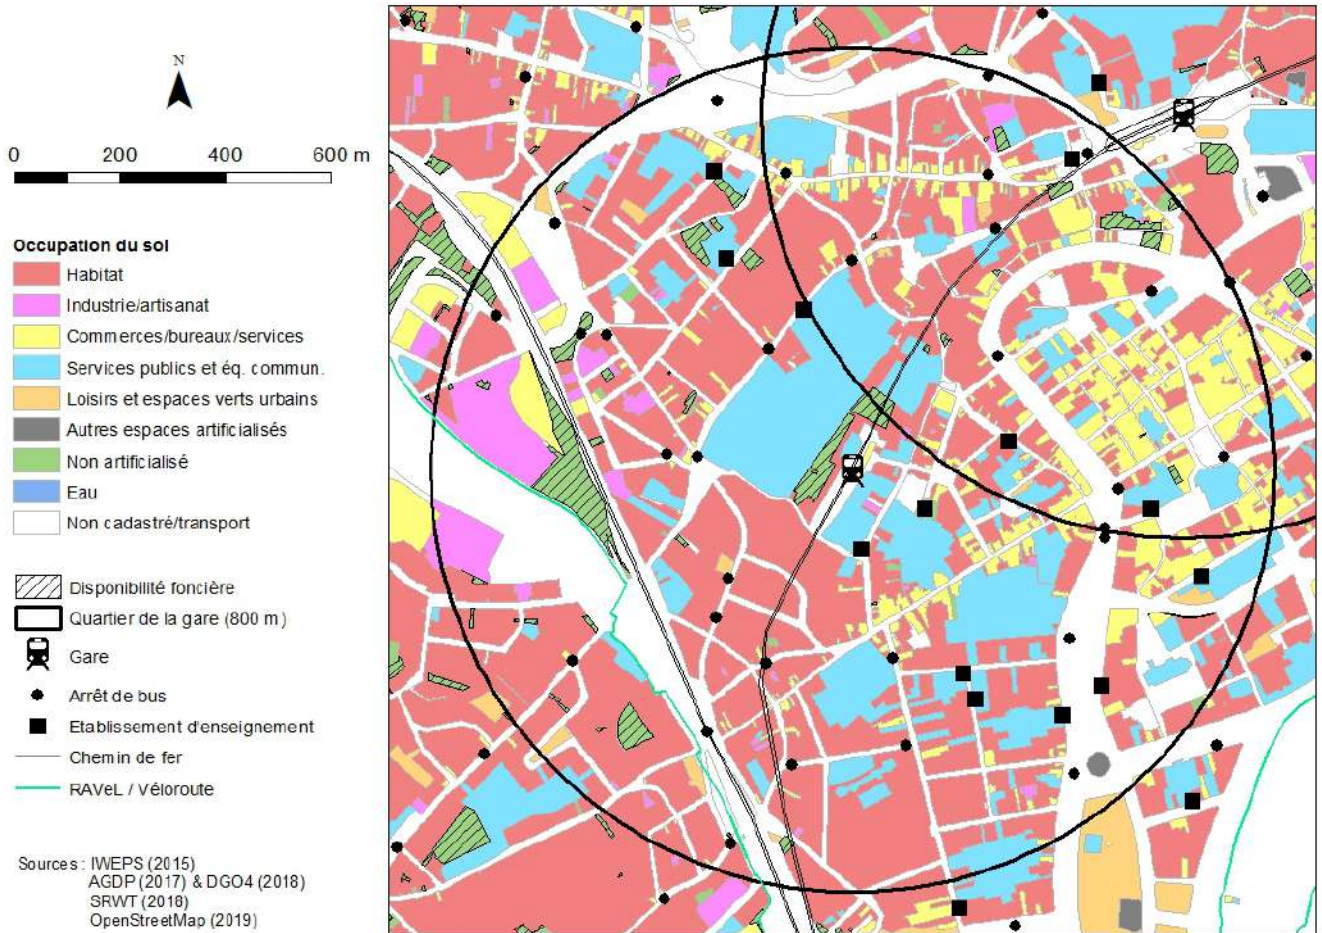 N
0 200 400 600 m
Occupation du sol
Habitat
Industrie/artisanat
Commerces/bureaux/services
Services publics et éq. commun.
Loisirs et espaces verts urbains
Autres espaces artificialisés
Non artificialisé
Eau
Non cadastré/transport
Disponibilité foncière
Quartier de la gare (800 m)
Gare
Arrêt de bus
Etablissement d'enseignement
Chemin de fer
RAVeL / Véloroute
Sources : IWEPS (2015)
AGDP (2017) & DGO4 (2018)
SRWT (2018)
OpenStreetMap (2019)